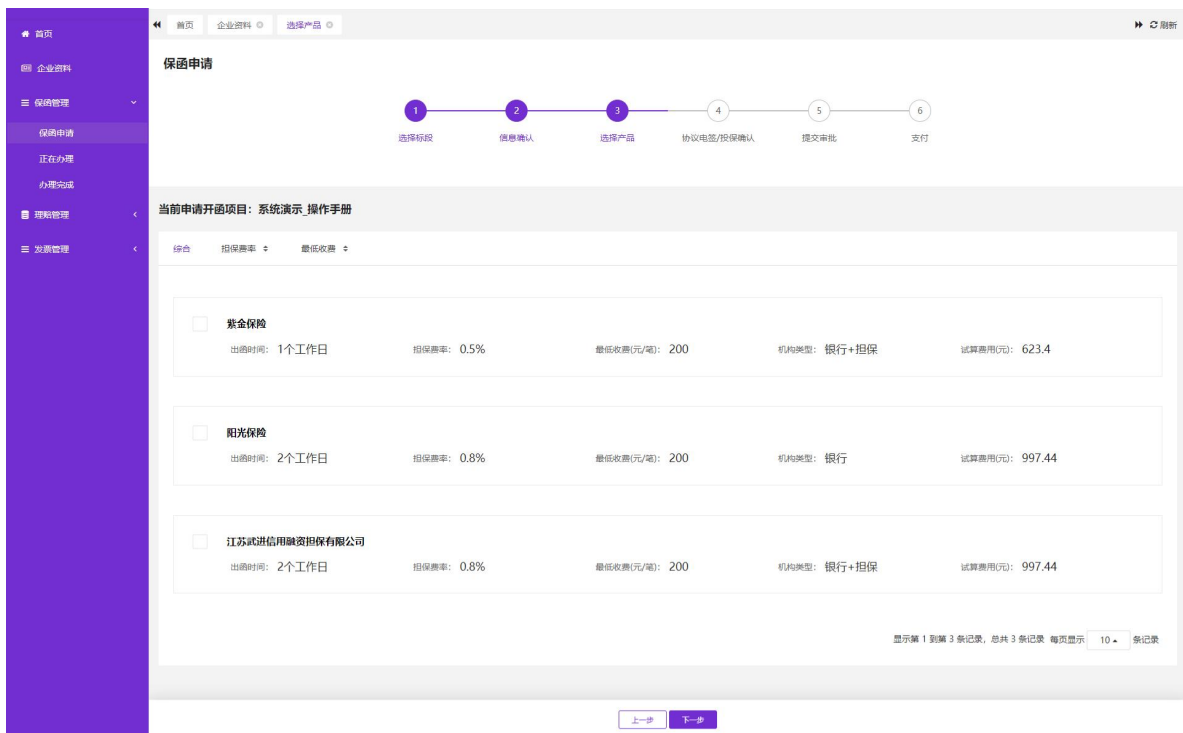 首页
企业资料
保函管理
保函申请
正在办理
办理完成
理赔管理
发票管理
首页 企业资料 选择产品 刷新
保函申请
1 2 3 4 5 6
选择标段 信息确认 选择产品 协议电签/投保确认 提交审批 支付
当前申请开函项目：系统演示_操作手册
综合 担保费率 最低收费
紫金保险
出函时间： 1个工作日 担保费率： 0.5% 最低收费(元/笔)： 200 机构类型： 银行+担保 试算费用(元)： 623.4
阳光保险
出函时间： 2个工作日 担保费率： 0.8% 最低收费(元/笔)： 200 机构类型： 银行 试算费用(元)： 997.44
江苏武进信用融资担保有限公司
出函时间： 2个工作日 担保费率： 0.8% 最低收费(元/笔)： 200 机构类型： 银行+担保 试算费用(元)： 997.44
显示第 1 到第 3 条记录，总共 3 条记录 每页显示 10 条记录
上一步 下一步